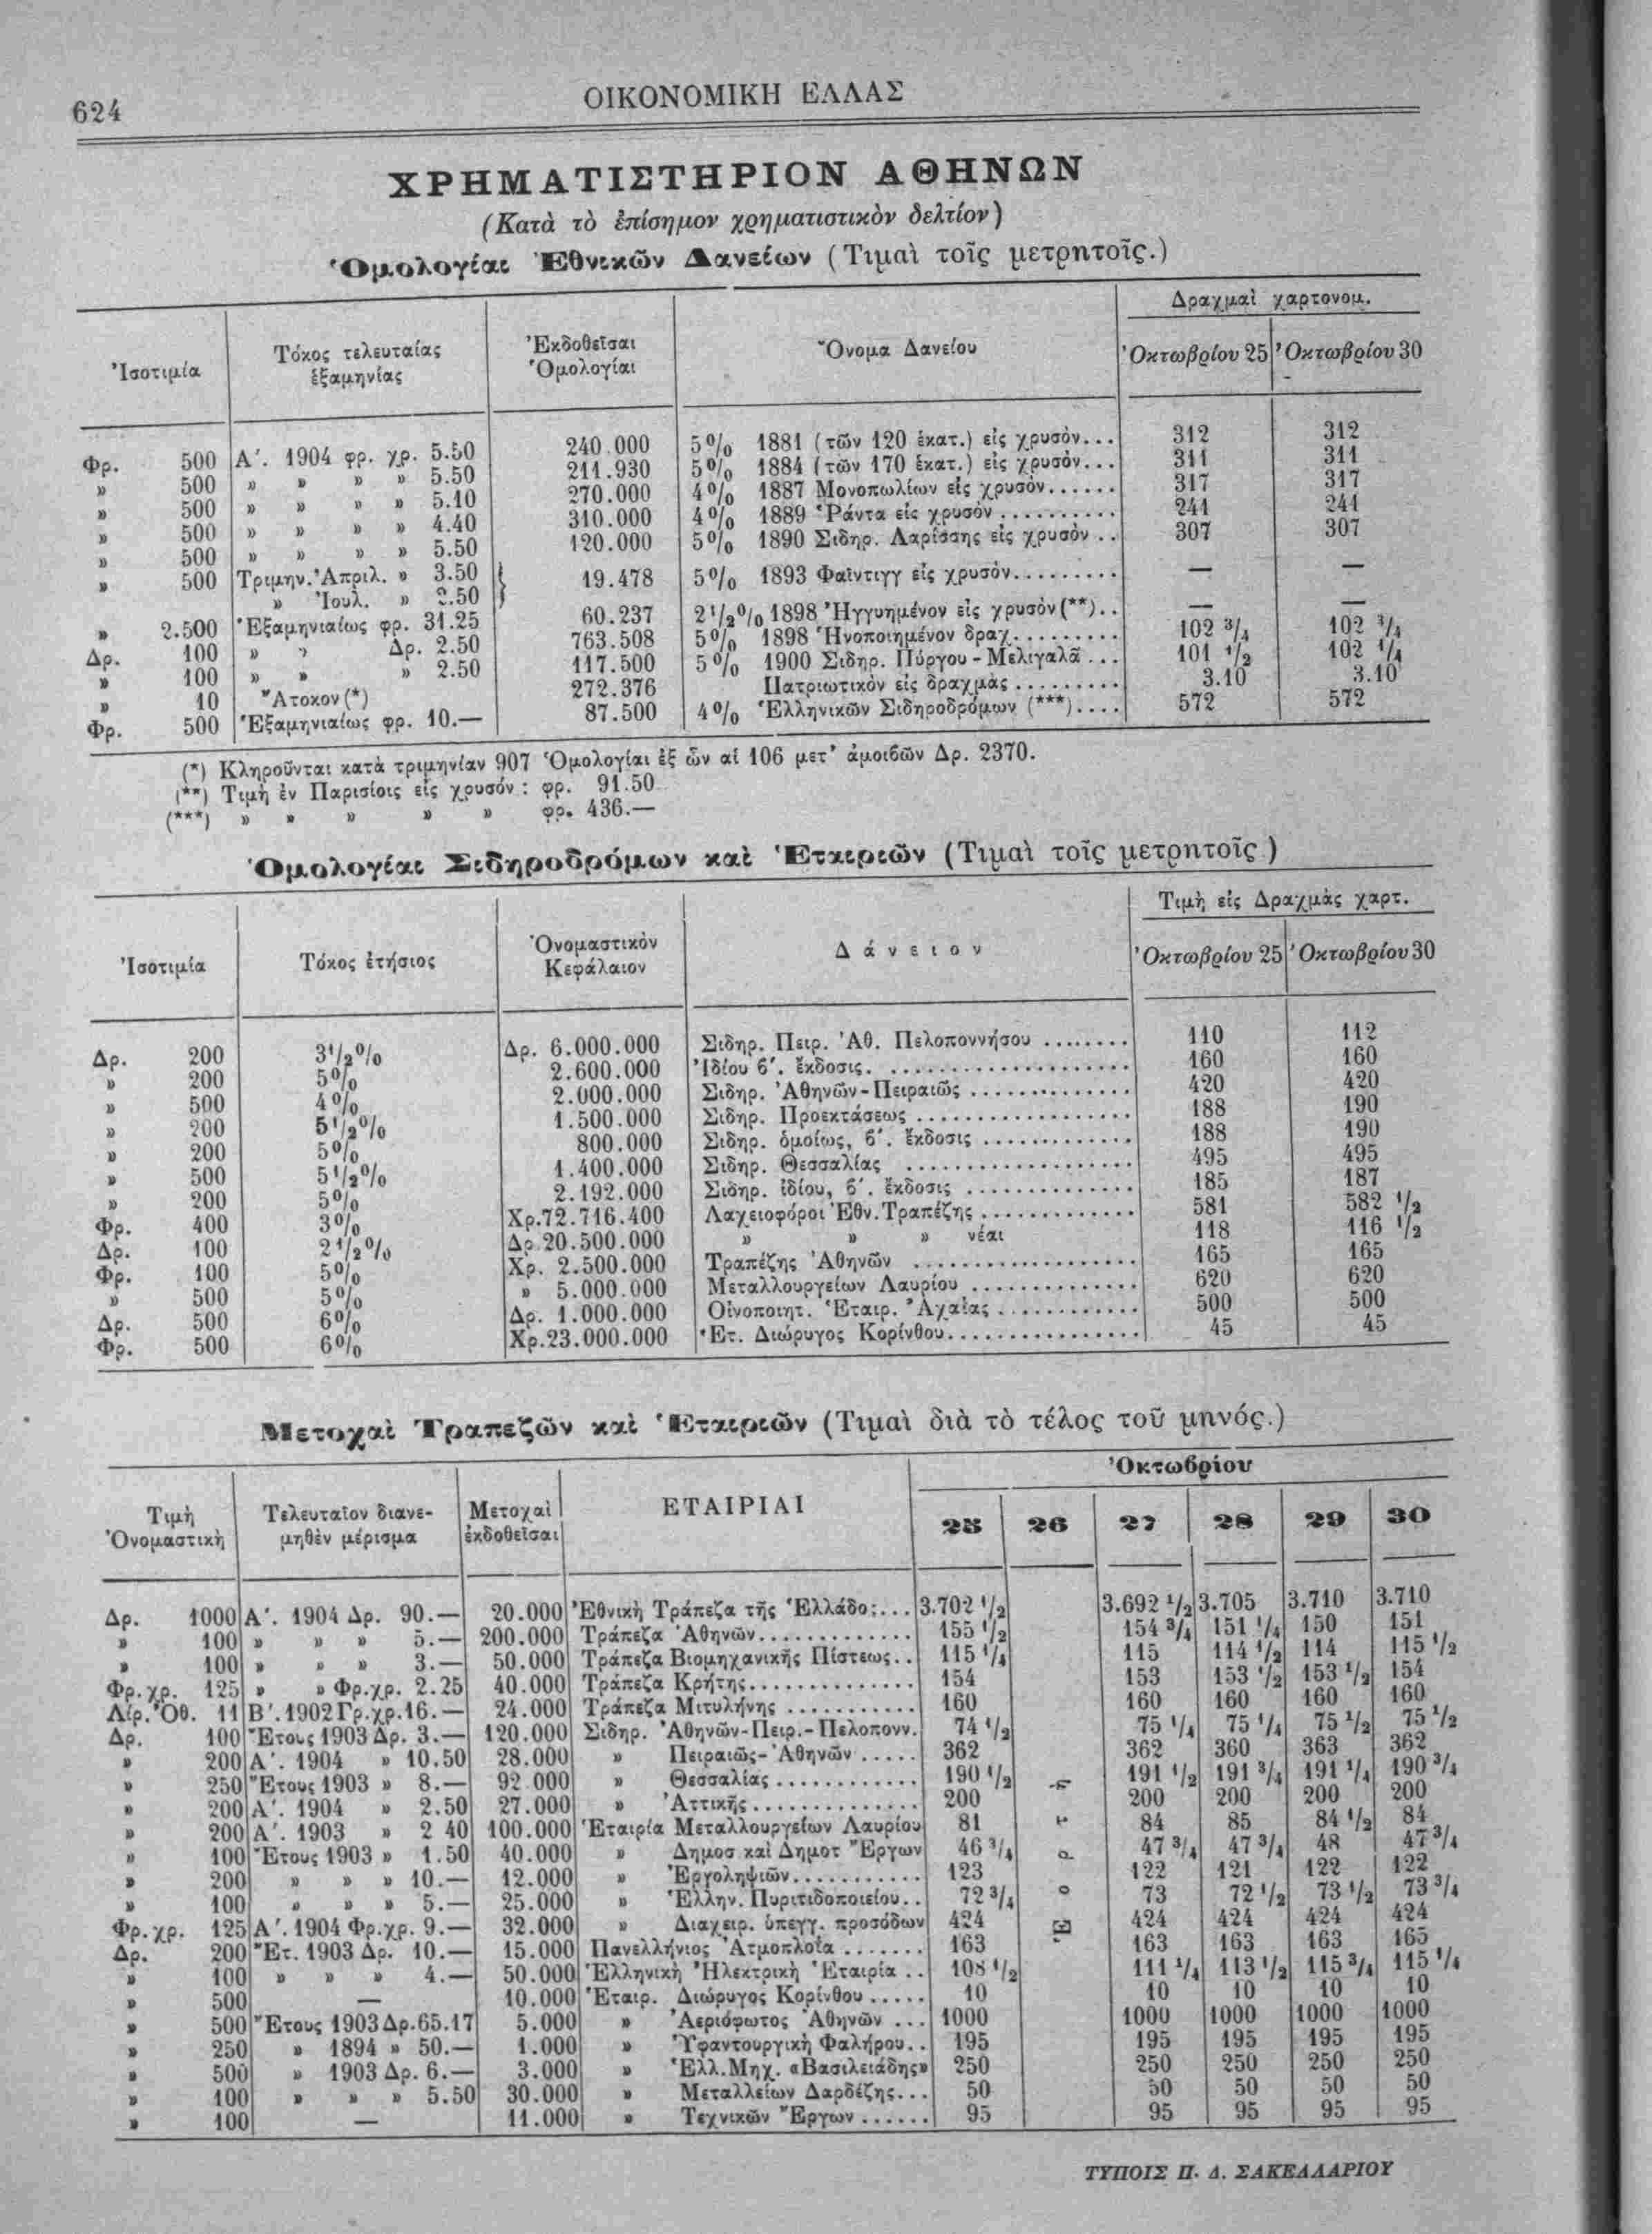 624
ΟΙΚΟΝΟΜΙΚΗ ΕΛΛΑΣ
ΧΡΗΜΑΤΙΣΤΗΡΙΟΝ ΑΘΗΝΩΝ
(Κατὰ τὸ ἐπίσημον χρηματιστικὸν δελτίον)
Ὁμολογίαι Ἐθνικῶν Δανείων (Τιμαὶ τοῖς μετρητοῖς.)
Ἰσοτιμία Τόκος τελευταίας ἑξαμηνίας Ἐκδοθεῖσαι Ὁμολογίαι Ὄνομα Δανείου Δραχμαὶ χαρτονομ.
Ὀκτωβρίου 25 Ὀκτωβρίου 30
Φρ. 500 Α΄. 1904 φρ. χρ. 5.50 240.000 5% 1881 (τῶν 120 ἑκατ.) εἰς χρυσόν... 312 312
» 500 » » » » 5.50 211.930 5% 1884 (τῶν 170 ἑκατ.) εἰς χρυσόν... 311 311
» 500 » » » » 5.10 270.000 4% 1887 Μονοπωλίων εἰς χρυσόν...... 317 317
» 500 » » » » 4.40 310.000 4% 1889 Ῥάντα εἰς χρυσόν .......... 241 241
» 500 » » » » 5.50 120.000 5% 1890 Σιδηρ. Λαρίσσης εἰς χρυσόν .. 307 307
» 500 Τριμην. Ἀπριλ. » 3.50 19.478 5% 1893 Φαϊντιγγ εἰς χρυσόν......... — —
» Ἰουλ. » 2.50
» 2.500 Ἑξαμηνιαίως φρ. 31.25 60.237 2 1/2% 1898 Ἠγγυημένον εἰς χρυσόν (**).. — —
Δρ. 100 » » Δρ. 2.50 763.508 5% 1898 Ἡνοποιημένον δραχ......... 102 3/4 102 3/4
» 100 » » » 2.50 117.500 5% 1900 Σιδηρ. Πύργου - Μελιγαλᾶ ... 101 1/2 102 1/4
» 10 Ἄτοκον (*) 272.376 Πατριωτικὸν εἰς δραχμὰς ......... 3.10 3.10
Φρ. 500 Ἑξαμηνιαίως φρ. 10.— 87.500 4% Ἑλληνικῶν Σιδηροδρόμων (***).... 572 572
(*) Κληροῦνται κατὰ τριμηνίαν 907 Ὁμολογίαι ἐξ ὧν αἱ 106 μετ' ἀμοιβῶν Δρ. 2370.
(**) Τιμὴ ἐν Παρισίοις εἰς χρυσόν : φρ. 91.50
(***) » » » » » φρ. 436.—
Ὁμολογίαι Σιδηροδρόμων καὶ Ἑταιριῶν (Τιμαὶ τοῖς μετρητοῖς )
Ἰσοτιμία Τόκος ἐτήσιος Ὀνομαστικὸν Κεφάλαιον Δάνειον Τιμὴ εἰς Δραχμὰς χαρτ.
Ὀκτωβρίου 25 Ὀκτωβρίου 30
Δρ. 200 3 1/2% Δρ. 6.000.000 Σιδηρ. Πειρ. Ἀθ. Πελοποννήσου ........ 110 112
» 200 5% 2.600.000 Ἰδίου β΄. ἔκδοσις. .................... 160 160
» 500 4% 2.000.000 Σιδηρ. Ἀθηνῶν-Πειραιῶς .............. 420 420
» 200 5 1/2% 1.500.000 Σιδηρ. Προεκτάσεως .................. 188 190
» 200 5% 800.000 Σιδηρ. ὁμοίως, β΄. ἔκδοσις ............. 188 190
» 500 5 1/2% 1.400.000 Σιδηρ. Θεσσαλίας .................... 495 495
» 200 5% 2.192.000 Σιδηρ. ἰδίου, β΄. ἔκδοσις .............. 185 187
Φρ. 400 3% Χρ.72.716.400 Λαχειοφόροι Ἐθν. Τραπέζης ............. 581 582 1/2
Δρ. 100 2 1/2% Δρ.20.500.000 » » » νέαι 118 116 1/2
Φρ. 100 5% Χρ. 2.500.000 Τραπέζης Ἀθηνῶν ................... 165 165
» 500 5% » 5.000.000 Μεταλλουργείων Λαυρίου .............. 620 620
Δρ. 500 6% Δρ. 1.000.000 Οἰνοποιητ. Ἑταιρ. Ἀχαΐας ............ 500 500
Φρ. 500 6% Χρ.23.000.000 Ἑτ. Διώρυγος Κορίνθου................ 45 45
Μετοχαὶ Τραπεζῶν καὶ Ἑταιριῶν (Τιμαὶ διὰ τὸ τέλος τοῦ μηνός.)
Τιμὴ Ὀνομαστικὴ Τελευταῖον διανεμηθὲν μέρισμα Μετοχαὶ ἐκδοθεῖσαι ΕΤΑΙΡΙΑΙ Ὀκτωβρίου
25 26 27 28 29 30
Δρ. 1000 Α΄. 1904 Δρ. 90.— 20.000 Ἐθνικὴ Τράπεζα τῆς Ἑλλάδος... 3.702 1/2 3.692 1/2 3.705 3.710 3.710
» 100 » » » 5.— 200.000 Τράπεζα Ἀθηνῶν............. 155 1/2 154 3/4 151 1/4 150 151
» 100 » » » 3.— 50.000 Τράπεζα Βιομηχανικῆς Πίστεως.. 115 1/4 115 114 1/2 114 115 1/2
Φρ.χρ. 125 » » Φρ.χρ. 2.25 40.000 Τράπεζα Κρήτης.............. 154 153 153 1/2 153 1/2 154
Λίρ. Ὀθ. 11 Β΄. 1902 Γρ.χρ.16.— 24.000 Τράπεζα Μιτυλήνης ........... 160 160 160 160 160
Δρ. 100 Ἔτους 1903 Δρ. 3.— 120.000 Σιδηρ. Ἀθηνῶν-Πειρ.-Πελοπονν. 74 1/2 75 1/4 75 1/4 75 1/2 75 1/2
» 200 Α΄. 1904 » 10.50 28.000 » Πειραιῶς-Ἀθηνῶν ..... 362 362 360 363 362
» 250 Ἔτους 1903 » 8.— 92.000 » Θεσσαλίας ............ 190 1/2 191 1/2 191 3/4 191 1/4 190 3/4
» 200 Α΄. 1904 » 2.50 27.000 » Ἀττικῆς.............. 200 200 200 200 200
» 200 Α΄. 1903 » 2 40 100.000 Ἑταιρία Μεταλλουργείων Λαυρίου 81 84 85 84 1/2 84
» 100 Ἔτους 1903 » 1.50 40.000 » Δημοσ καὶ Δημοτ Ἔργων 46 3/4 47 3/4 47 3/4 48 47 3/4
» 200 » » » 10.— 12.000 » Ἐργοληψιῶν........... 123 122 121 122 122
» 100 » » 5.— 25.000 » Ἑλλην. Πυριτιδοποιείου.. 72 3/4 73 72 1/2 73 1/2 73 3/4
Φρ.χρ. 125 Α΄. 1904 Φρ.χρ. 9.— 32.000 » Διαχειρ. ὑπεγγ. προσόδων 424 424 424 424 424
Δρ. 200 Ἔτ. 1903 Δρ. 10.— 15.000 Πανελλήνιος Ἀτμοπλοΐα ....... 163 163 163 163 165
» 100 » » » 4.— 50.000 Ἑλληνικὴ Ἠλεκτρικὴ Ἑταιρία .. 108 1/2 111 1/4 113 1/2 115 3/4 115 1/4
» 500 — 10.000 Ἑταιρ. Διώρυγος Κορίνθου ..... 10 10 10 10 10
» 500 Ἔτους 1903 Δρ.65.17 5.000 » Ἀεριόφωτος Ἀθηνῶν ... 1000 1000 1000 1000 1000
» 250 » 1894 » 50.— 1.000 » Ὑφαντουργικὴ Φαλήρου.. 195 195 195 195 195
» 500 » 1903 Δρ. 6.— 3.000 » Ἑλλ. Μηχ. «Βασιλειάδης» 250 250 250 250 250
» 100 » » » 5.50 30.000 » Μεταλλείων Δαρδέζης... 50 50 50 50 50
» 100 — 11.000 » Τεχνικῶν Ἔργων ...... 95 95 95 95 95
Ἑορτή
ΤΥΠΟΙΣ Π. Δ. ΣΑΚΕΛΛΑΡΙΟΥ